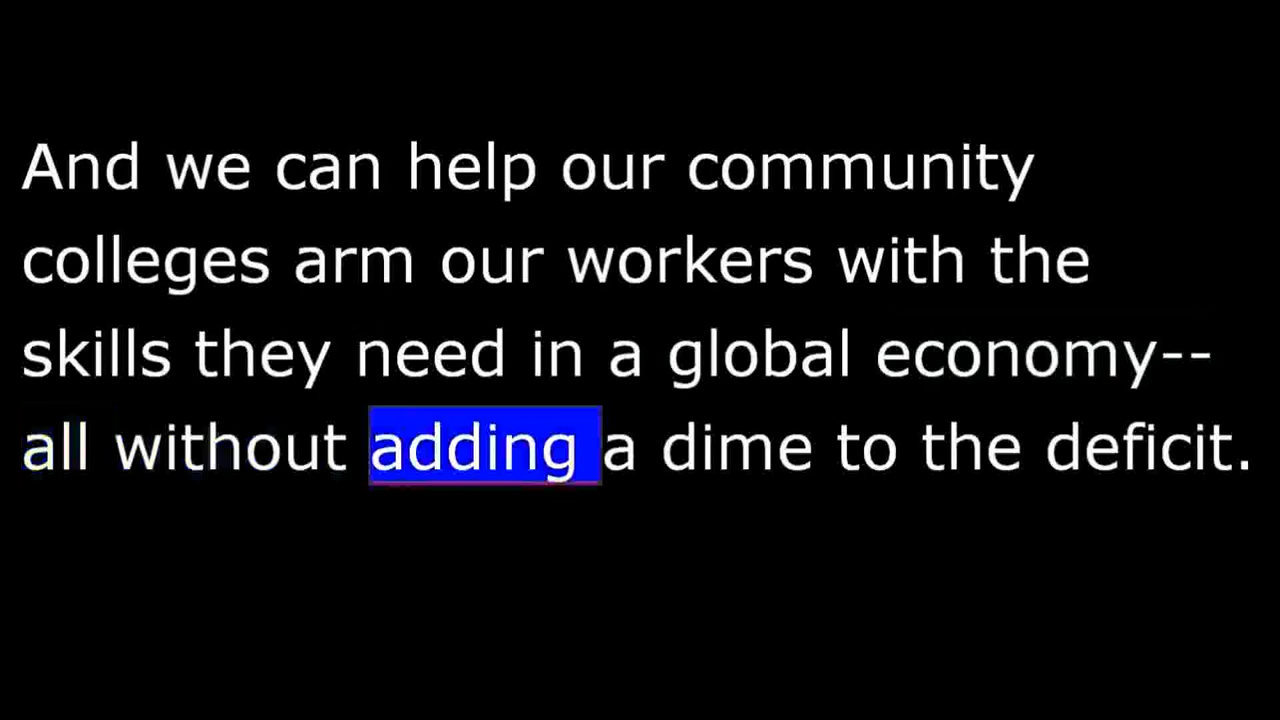 And we can help our community
colleges arm our workers with the
skills they need in a global economy--
all without adding a dime to the deficit.